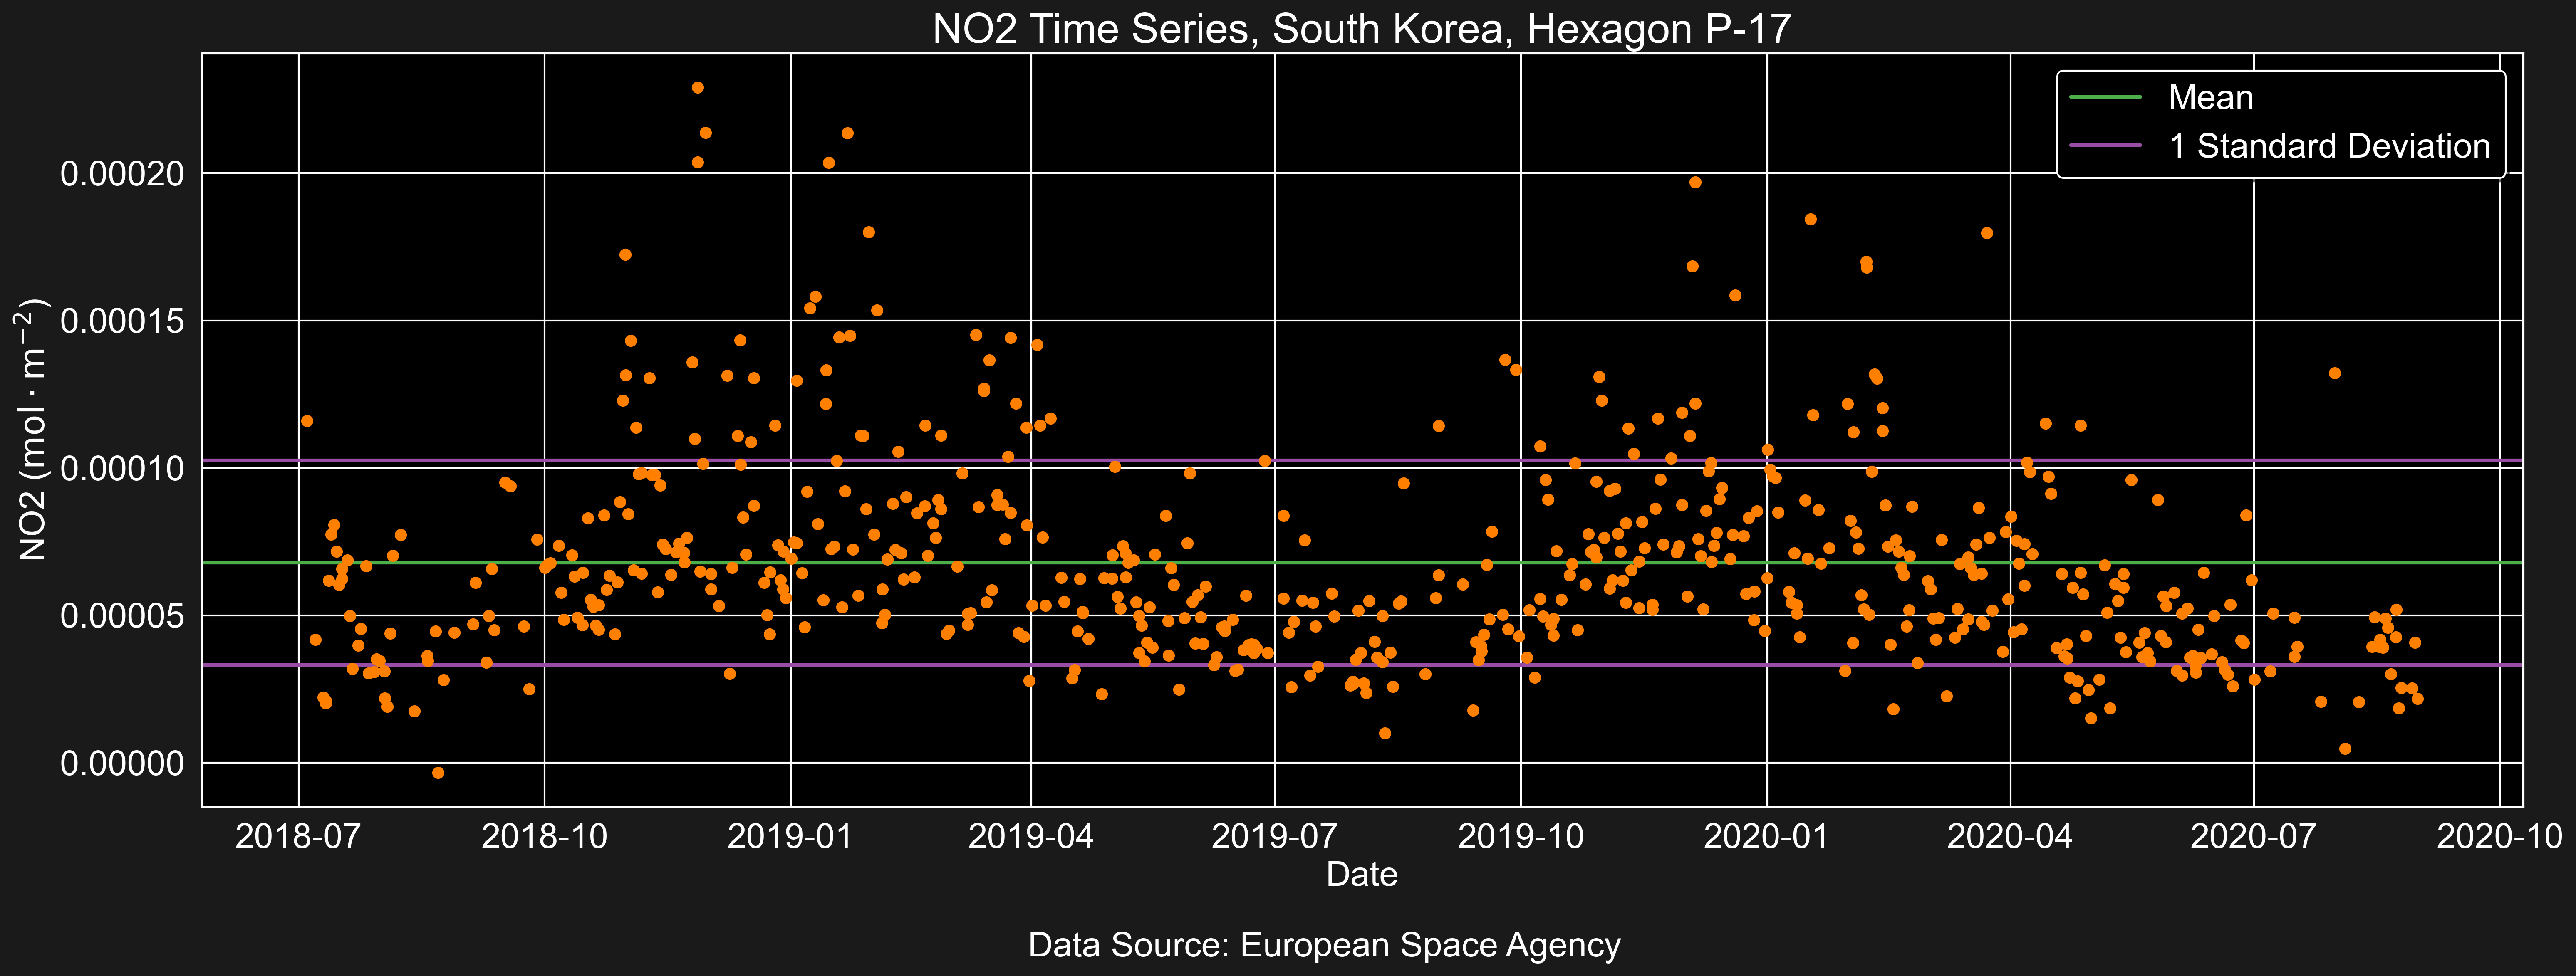 NO2 Time Series, South Korea, Hexagon P-17
Mean
1 Standard Deviation
NO2 (mol · m⁻²)
0.00020
0.00015
0.00010
0.00005
0.00000
2018-07 2018-10 2019-01 2019-04 2019-07 2019-10 2020-01 2020-04 2020-07 2020-10
Date
Data Source: European Space Agency